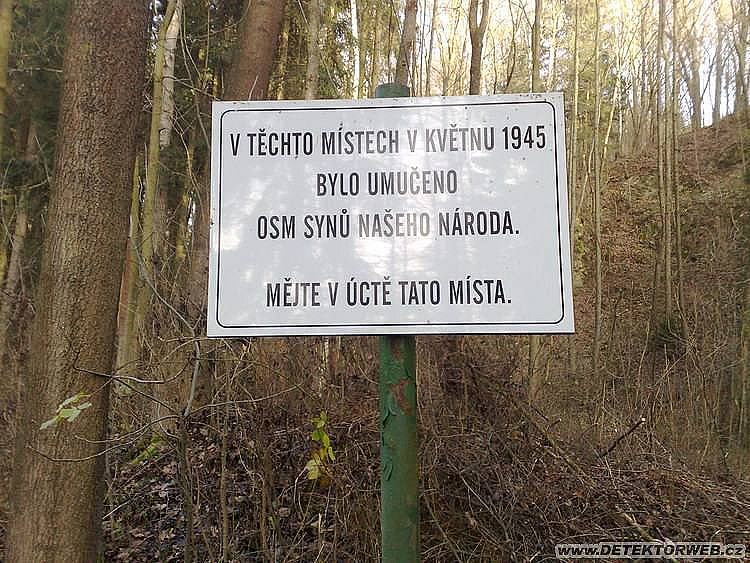 V TĚCHTO MÍSTECH V KVĚTNU 1945
BYLO UMUČENO
OSM SYNŮ NAŠEHO NÁRODA.
MĚJTE V ÚCTĚ TATO MÍSTA.
www.DETEKTORWEB.cz